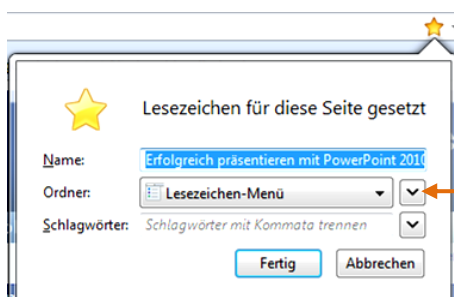 Lesezeichen für diese Seite gesetzt
Name: Erfolgreich präsentieren mit PowerPoint 2010
Ordner: Lesezeichen-Menü
Schlagwörter: Schlagwörter mit Kommata trennen
Fertig Abbrechen